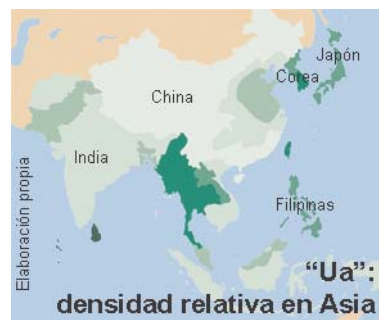 Japón
Corea
China
India
Filipinas
Elaboración propia
“Ua”:
densidad relativa en Asia